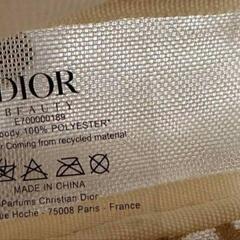 DIOR
BEAUTY
E700000189
body: 100% POLYESTER*
r Coming from recycled material
MADE IN CHINA
Parfums Christian Dior
ue Hoche - 75008 Paris - France